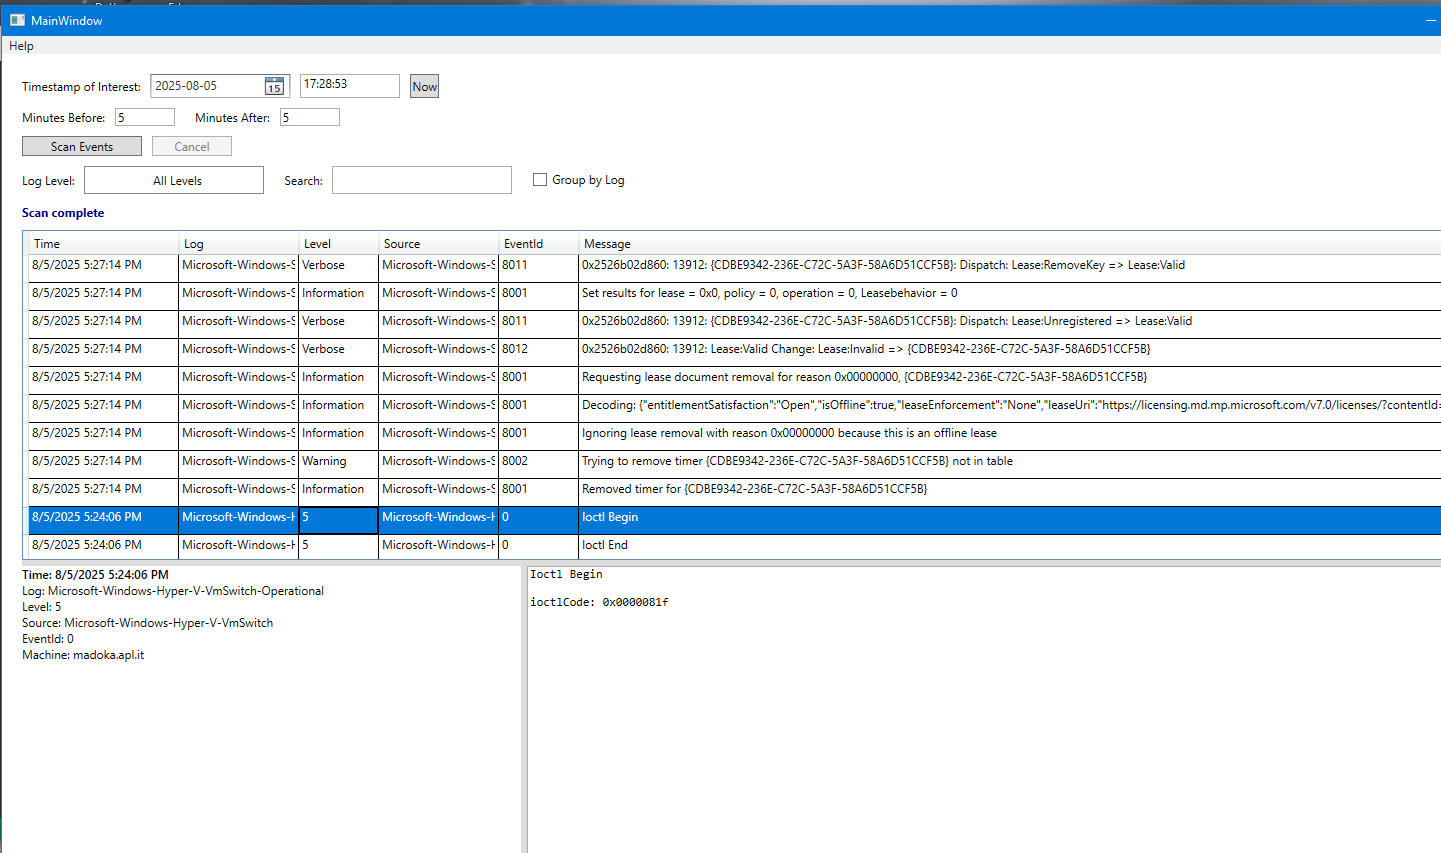 MainWindow
Help
Timestamp of Interest: 2025-08-05 15 17:28:53 Now
Minutes Before: 5 Minutes After: 5
Scan Events Cancel
Log Level: All Levels Search: Group by Log
Scan complete
Time Log Level Source EventId Message
8/5/2025 5:27:14 PM Microsoft-Windows-S Verbose Microsoft-Windows-S 8011 0x2526b02d860: 13912: {CDBE9342-236E-C72C-5A3F-58A6D51CCF5B}: Dispatch: Lease:RemoveKey => Lease:Valid
8/5/2025 5:27:14 PM Microsoft-Windows-S Information Microsoft-Windows-S 8001 Set results for lease = 0x0, policy = 0, operation = 0, Leasebehavior = 0
8/5/2025 5:27:14 PM Microsoft-Windows-S Verbose Microsoft-Windows-S 8011 0x2526b02d860: 13912: {CDBE9342-236E-C72C-5A3F-58A6D51CCF5B}: Dispatch: Lease:Unregistered => Lease:Valid
8/5/2025 5:27:14 PM Microsoft-Windows-S Verbose Microsoft-Windows-S 8012 0x2526b02d860: 13912: Lease:Valid Change: Lease:Invalid => {CDBE9342-236E-C72C-5A3F-58A6D51CCF5B}
8/5/2025 5:27:14 PM Microsoft-Windows-S Information Microsoft-Windows-S 8001 Requesting lease document removal for reason 0x00000000, {CDBE9342-236E-C72C-5A3F-58A6D51CCF5B}
8/5/2025 5:27:14 PM Microsoft-Windows-S Information Microsoft-Windows-S 8001 Decoding: {"entitlementSatisfaction":"Open","isOffline":true,"leaseEnforcement":"None","leaseUri":"https://licensing.md.mp.microsoft.com/v7.0/licenses/?contentId=
8/5/2025 5:27:14 PM Microsoft-Windows-S Information Microsoft-Windows-S 8001 Ignoring lease removal with reason 0x00000000 because this is an offline lease
8/5/2025 5:27:14 PM Microsoft-Windows-S Warning Microsoft-Windows-S 8002 Trying to remove timer {CDBE9342-236E-C72C-5A3F-58A6D51CCF5B} not in table
8/5/2025 5:27:14 PM Microsoft-Windows-S Information Microsoft-Windows-S 8001 Removed timer for {CDBE9342-236E-C72C-5A3F-58A6D51CCF5B}
8/5/2025 5:24:06 PM Microsoft-Windows-H 5 Microsoft-Windows-H 0 Ioctl Begin
8/5/2025 5:24:06 PM Microsoft-Windows-H 5 Microsoft-Windows-H 0 Ioctl End
Time: 8/5/2025 5:24:06 PM
Log: Microsoft-Windows-Hyper-V-VmSwitch-Operational
Level: 5
Source: Microsoft-Windows-Hyper-V-VmSwitch
EventId: 0
Machine: madoka.apl.it
Ioctl Begin
ioctlCode: 0x0000081f